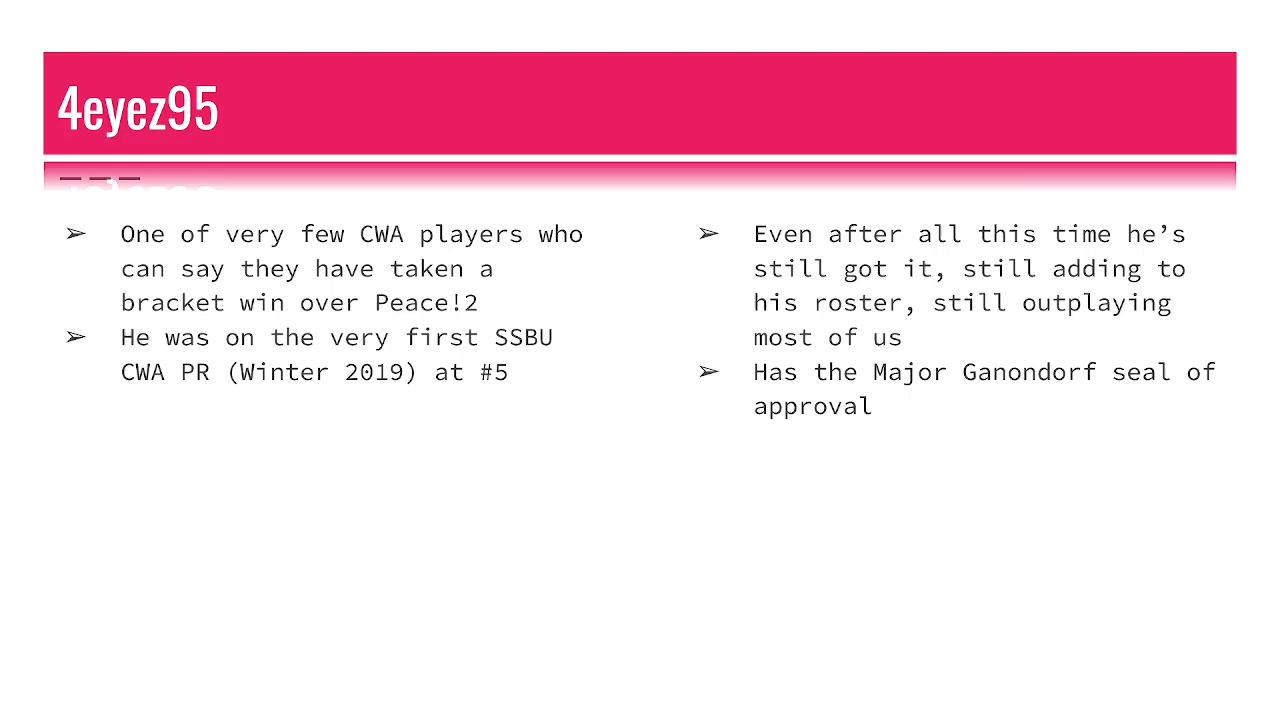 4eyez95
➢ One of very few CWA players who
can say they have taken a
bracket win over Peace!2
➢ He was on the very first SSBU
CWA PR (Winter 2019) at #5
➢ Even after all this time he’s
still got it, still adding to
his roster, still outplaying
most of us
➢ Has the Major Ganondorf seal of
approval